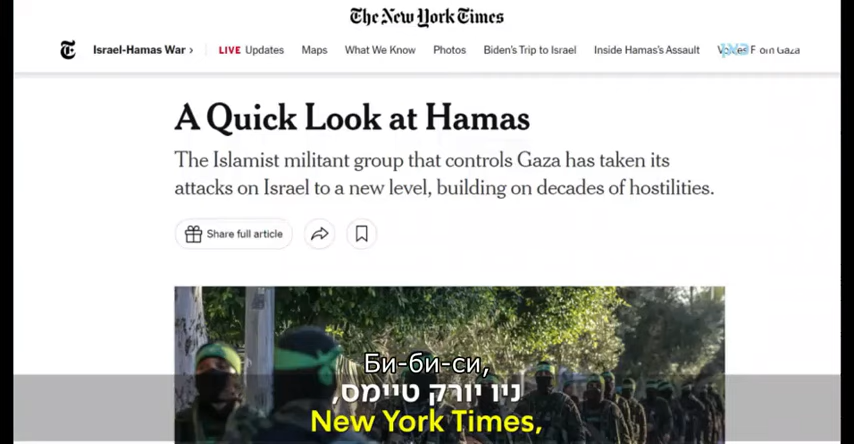 The New York Times
Israel-Hamas War ›
LIVE Updates
Maps
What We Know
Photos
Biden's Trip to Israel
Inside Hamas's Assault
A Quick Look at Hamas
The Islamist militant group that controls Gaza has taken its
attacks on Israel to a new level, building on decades of hostilities.
Share full article
Би-би-си,
ניו יורק טיימס,
New York Times,